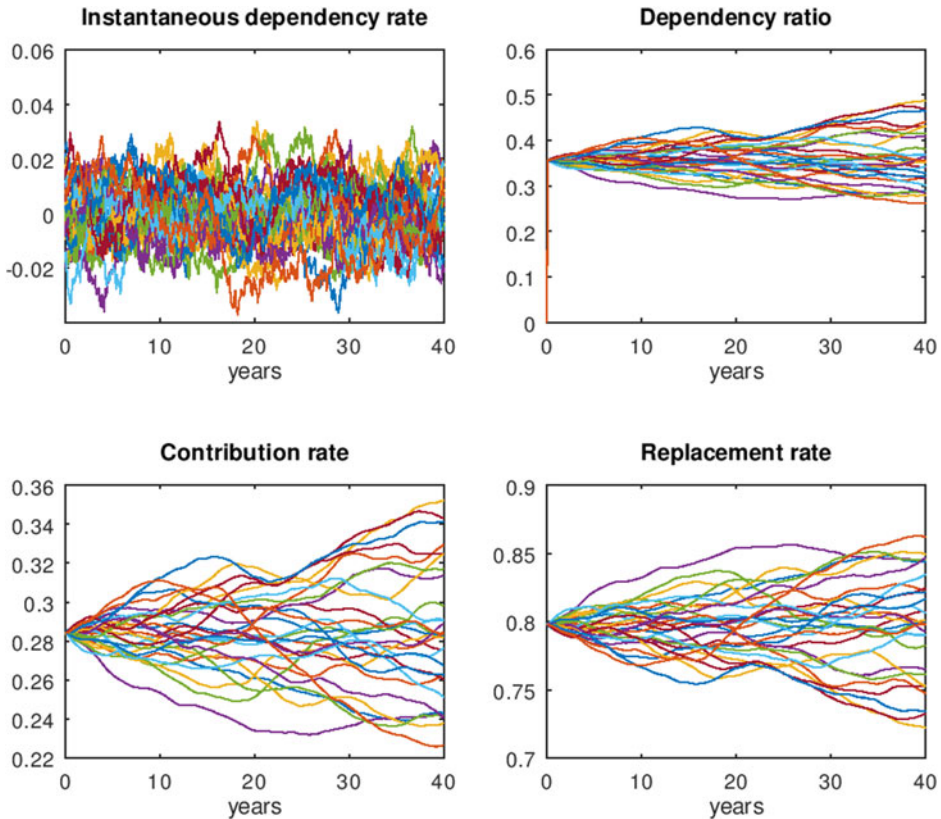 Instantaneous dependency rate
0.06
0.04
0.02
0
-0.02
0 10 20 30 40
years
Dependency ratio
0.6
0.5
0.4
0.3
0.2
0.1
0
0 10 20 30 40
years
Contribution rate
0.36
0.34
0.32
0.3
0.28
0.26
0.24
0.22
0 10 20 30 40
years
Replacement rate
0.9
0.85
0.8
0.75
0.7
0 10 20 30 40
years